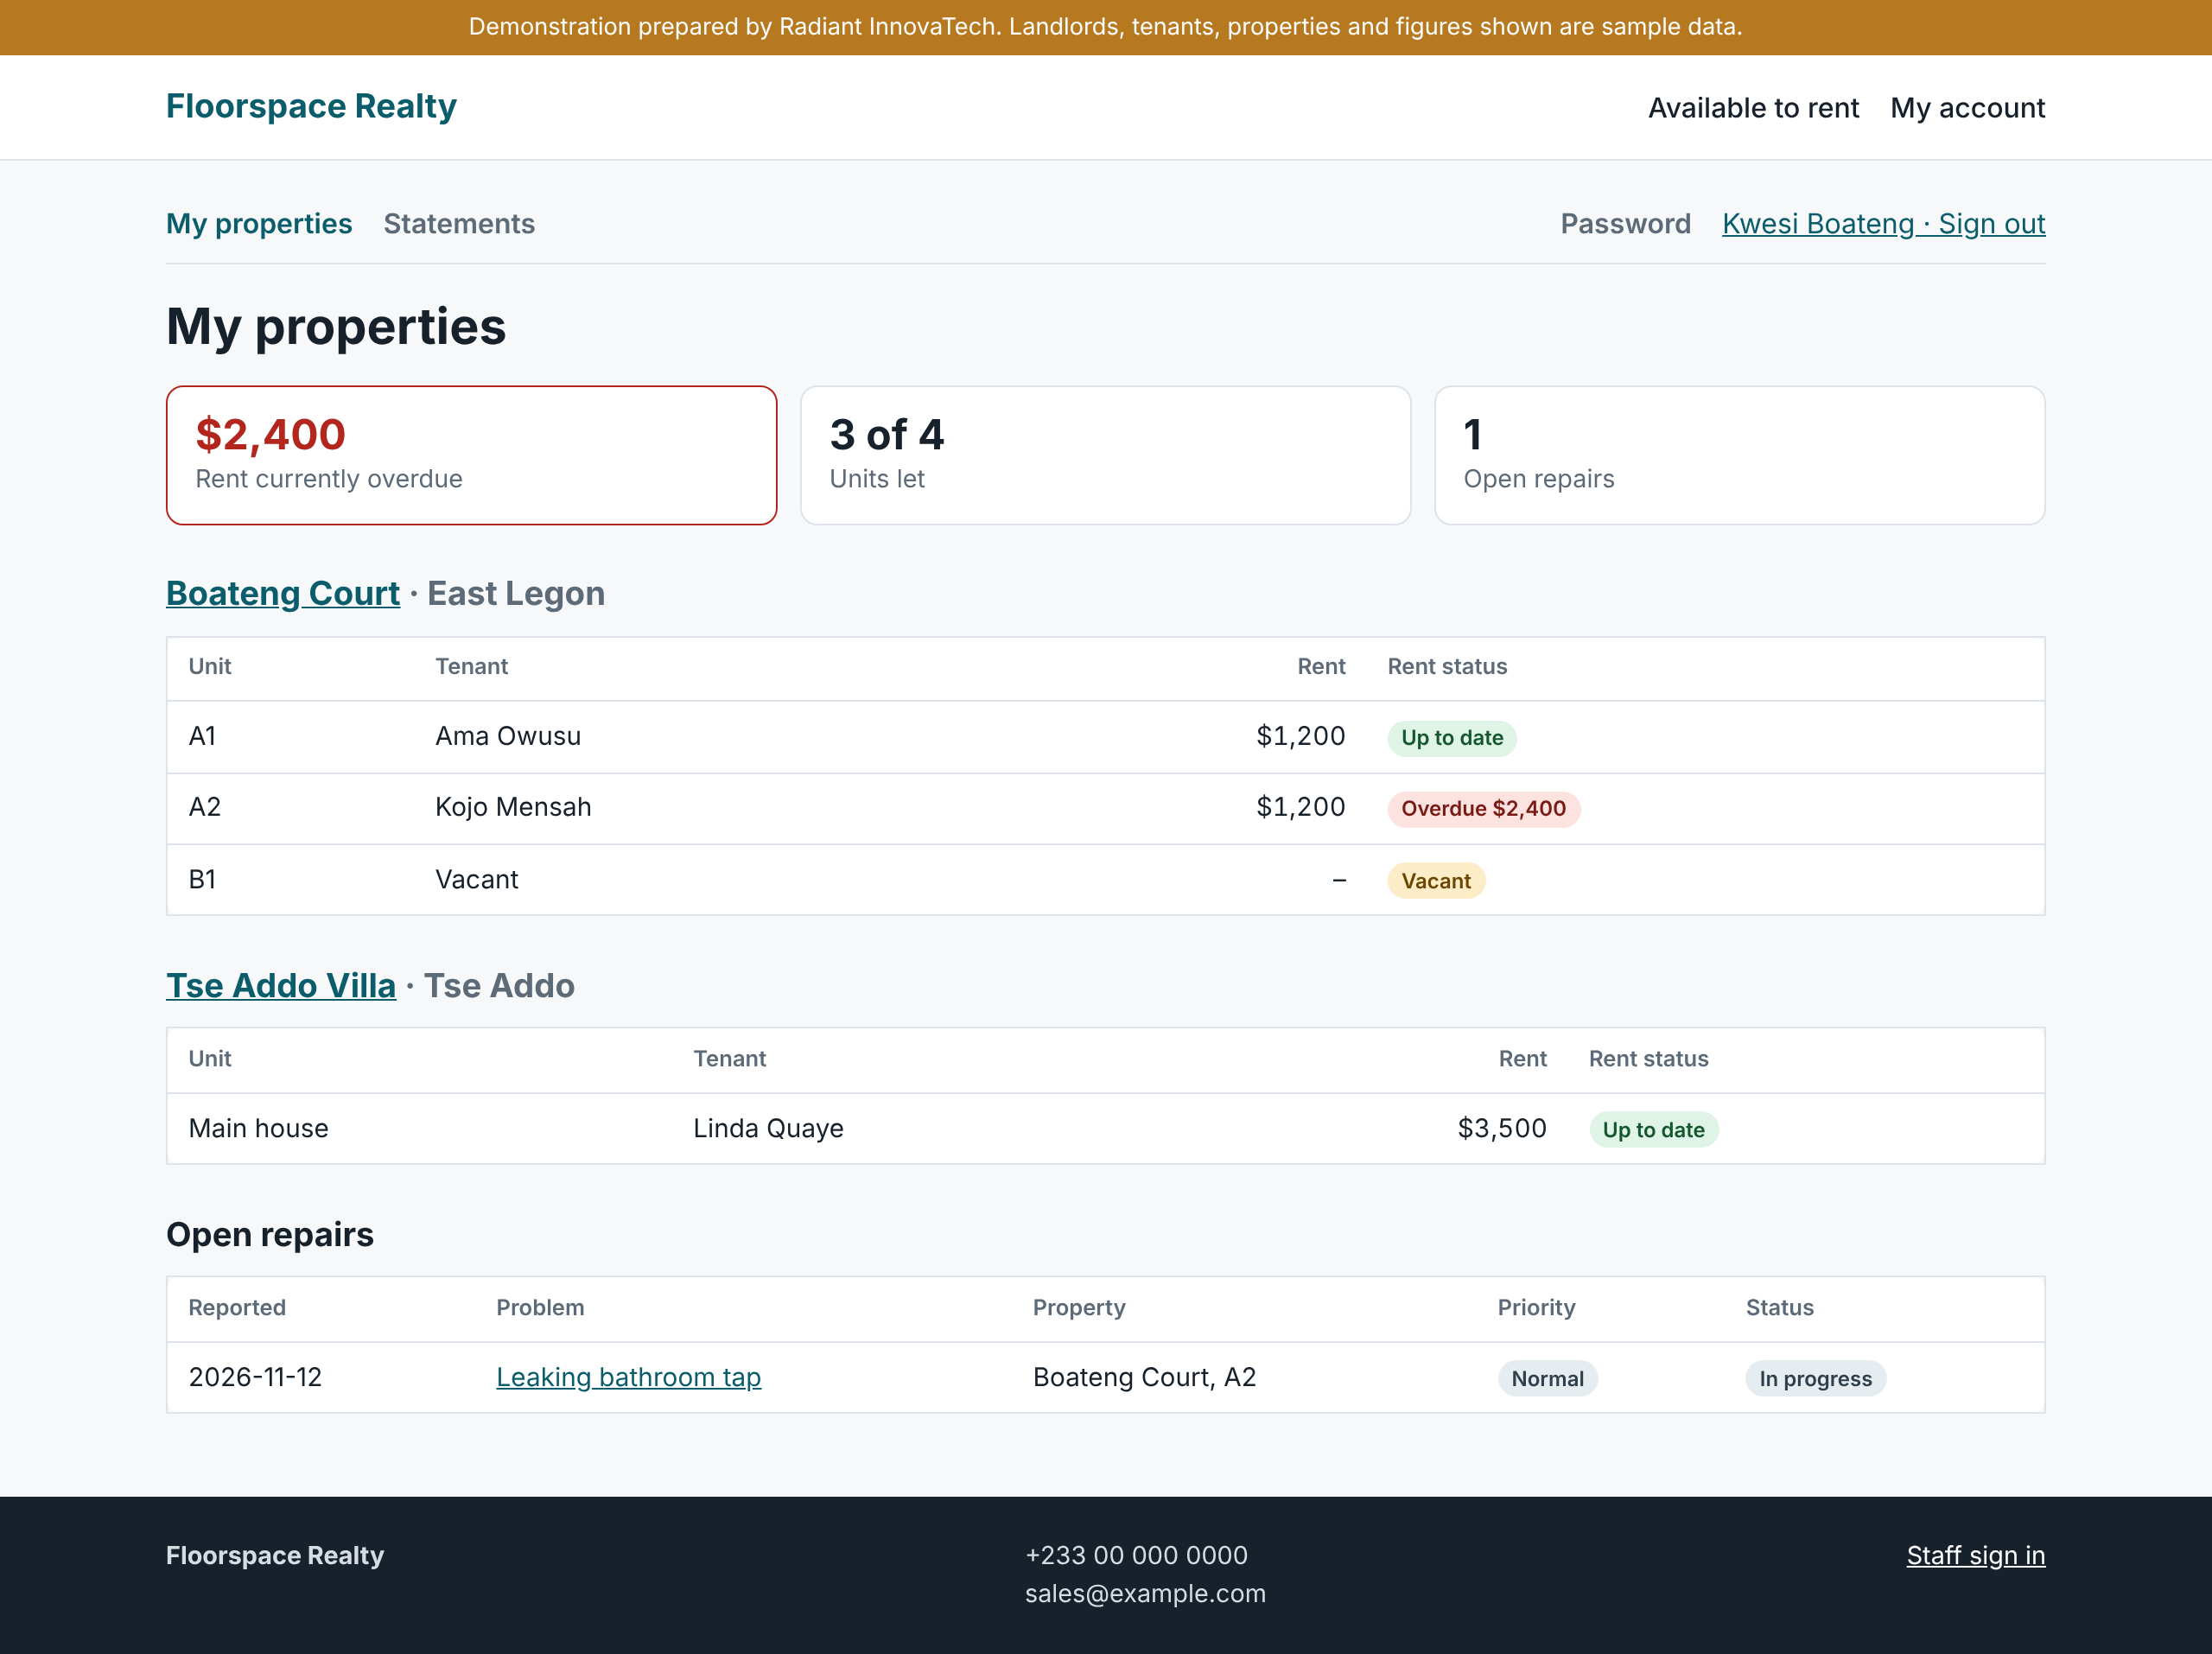 Demonstration prepared by Radiant InnovaTech. Landlords, tenants, properties and figures shown are sample data.
Floorspace Realty
Available to rent My account
My properties Statements
Password Kwesi Boateng · Sign out
My properties
$2,400
Rent currently overdue
3 of 4
Units let
1
Open repairs
Boateng Court · East Legon
Unit Tenant Rent Rent status
A1 Ama Owusu $1,200 Up to date
A2 Kojo Mensah $1,200 Overdue $2,400
B1 Vacant – Vacant
Tse Addo Villa · Tse Addo
Unit Tenant Rent Rent status
Main house Linda Quaye $3,500 Up to date
Open repairs
Reported Problem Property Priority Status
2026-11-12 Leaking bathroom tap Boateng Court, A2 Normal In progress
Floorspace Realty
+233 00 000 0000
sales@example.com
Staff sign in